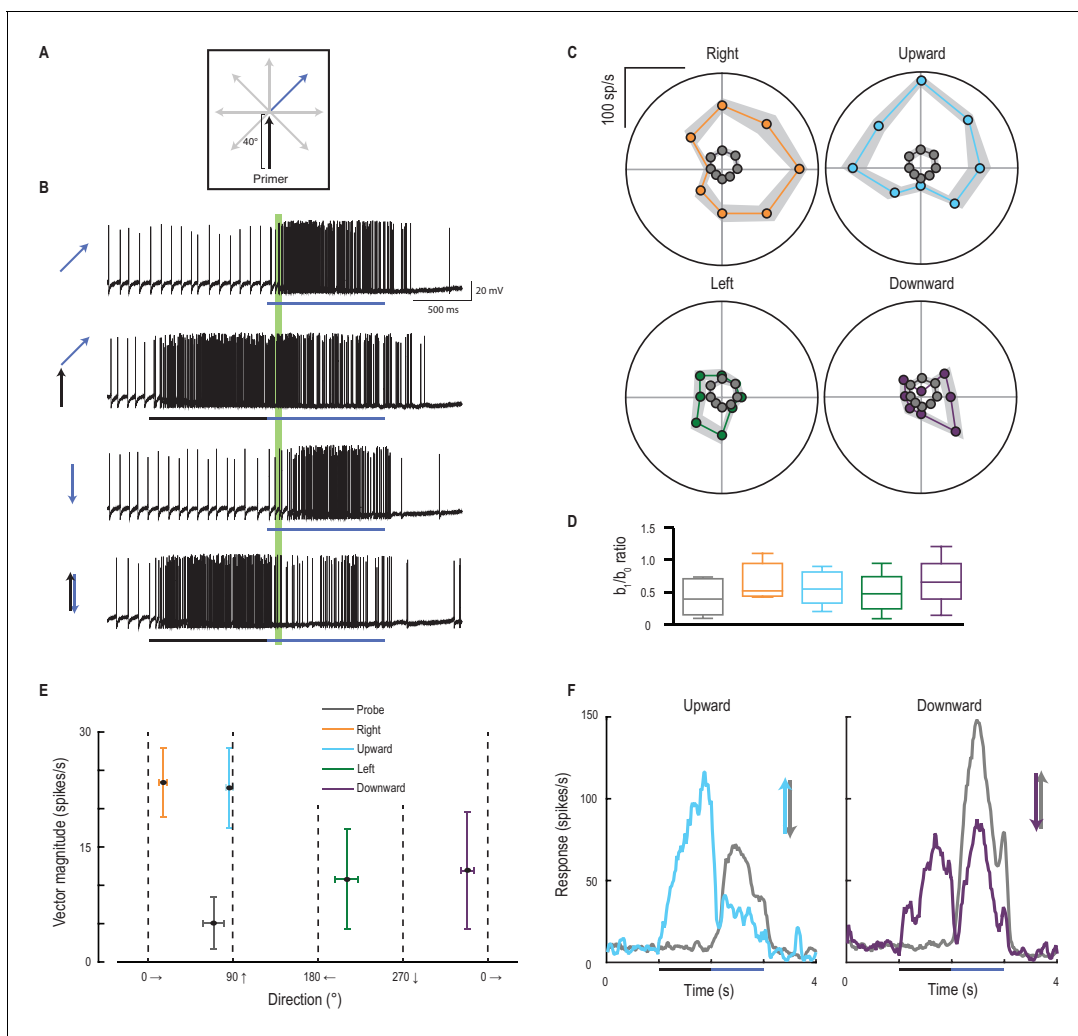 A
40°
Primer
B
20 mV
500 ms
C
Right
Upward
100 sp/s
Left
Downward
D
b₁/b₀ ratio
1.5
1.0
0.5
0
E
Vector magnitude (spikes/s)
30
15
0
Probe
Right
Upward
Left
Downward
0 →
90 ↑
180 ←
270 ↓
0 →
Direction (°)
F
Upward
Downward
Response (spikes/s)
150
100
50
0
0
4
0
4
Time (s)
Time (s)